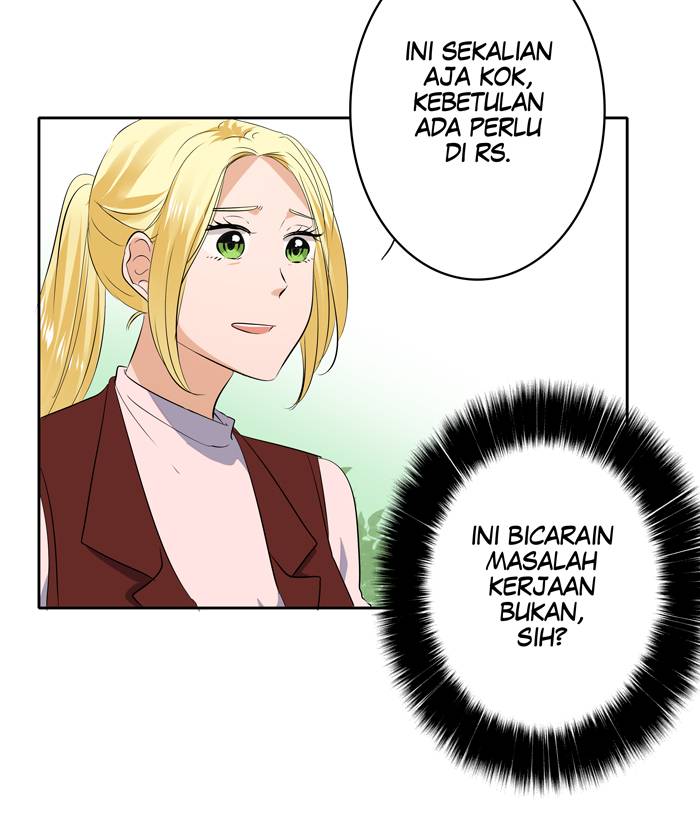 INI SEKALIAN
AJA KOK,
KEBETULAN
ADA PERLU
DI RS.
INI BICARAIN
MASALAH
KERJAAN
BUKAN,
SIH?